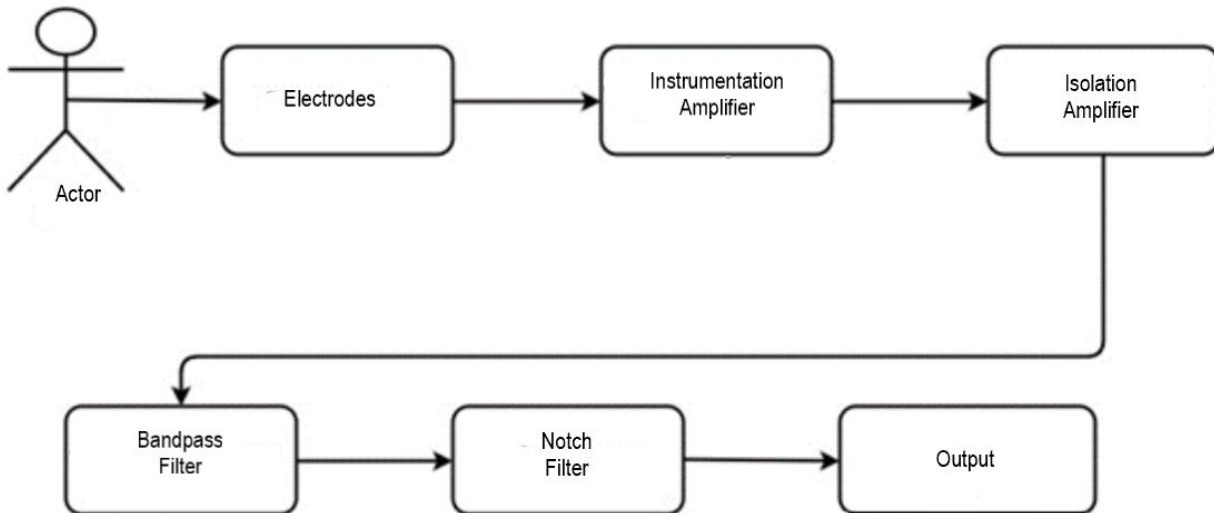 Actor
Electrodes
Instrumentation
Amplifier
Isolation
Amplifier
Bandpass
Filter
Notch
Filter
Output